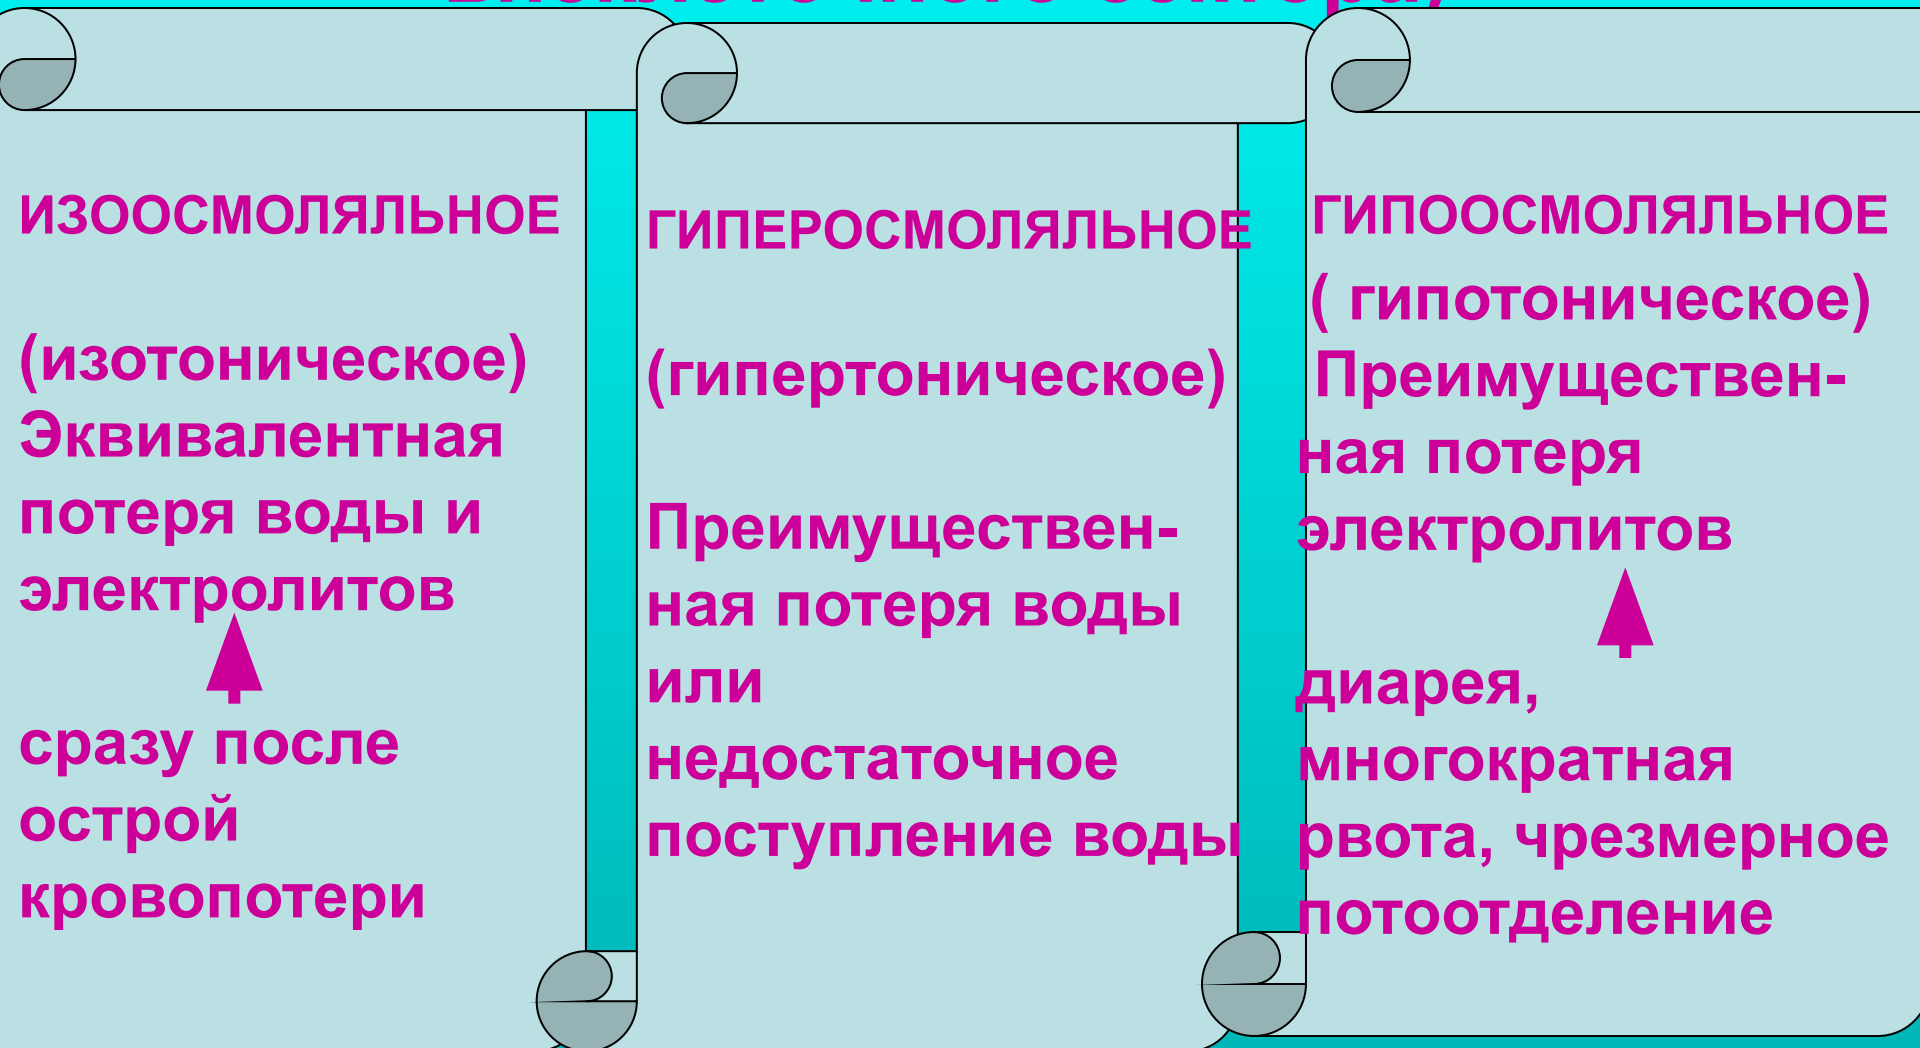 ИЗООСМОЛЯЛЬНОЕ
(изотоническое)
Эквивалентная
потеря воды и
электролитов
сразу после
острой
кровопотери
ГИПЕРОСМОЛЯЛЬНОЕ
(гипертоническое)
Преимуществен-
ная потеря воды
или
недостаточное
поступление воды
ГИПООСМОЛЯЛЬНОЕ
( гипотоническое)
Преимуществен-
ная потеря
электролитов
диарея,
многократная
рвота, чрезмерное
потоотделение